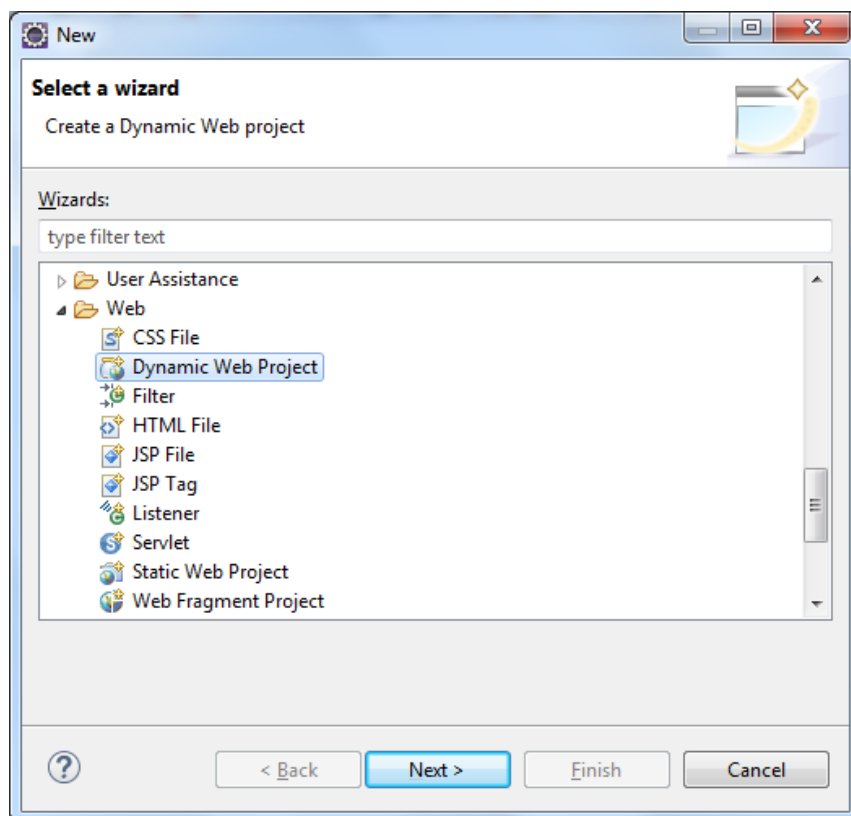 New
Select a wizard
Create a Dynamic Web project
Wizards:
type filter text
User Assistance
Web
CSS File
Dynamic Web Project
Filter
HTML File
JSP File
JSP Tag
Listener
Servlet
Static Web Project
Web Fragment Project
? < Back Next > Finish Cancel